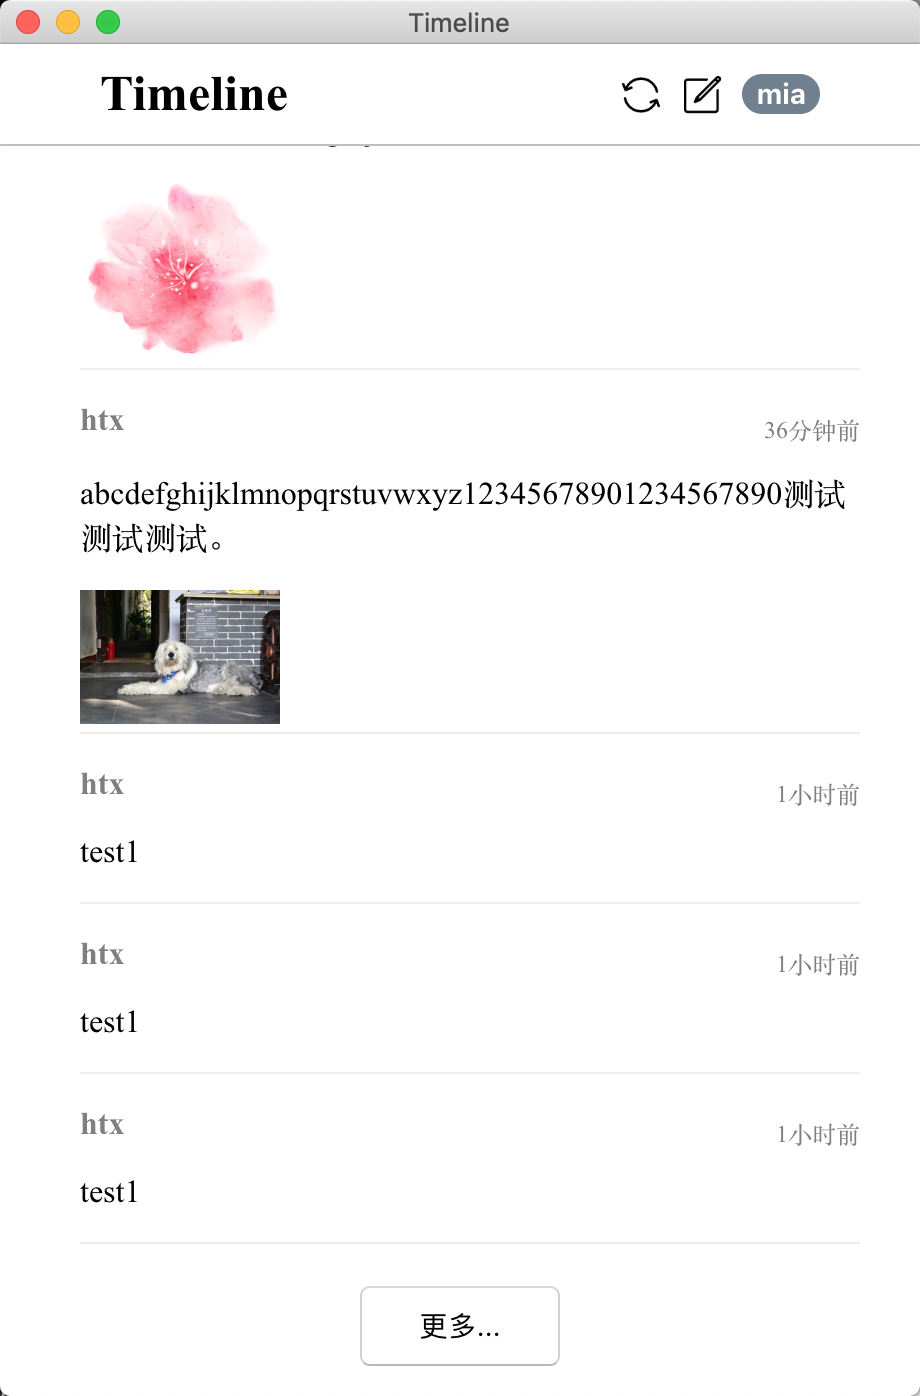 Timeline
Timeline
mia
htx
36分钟前
abcdefghijklmnopqrstuvwxyz12345678901234567890测试
测试测试。
htx
1小时前
test1
htx
1小时前
test1
htx
1小时前
test1
更多...